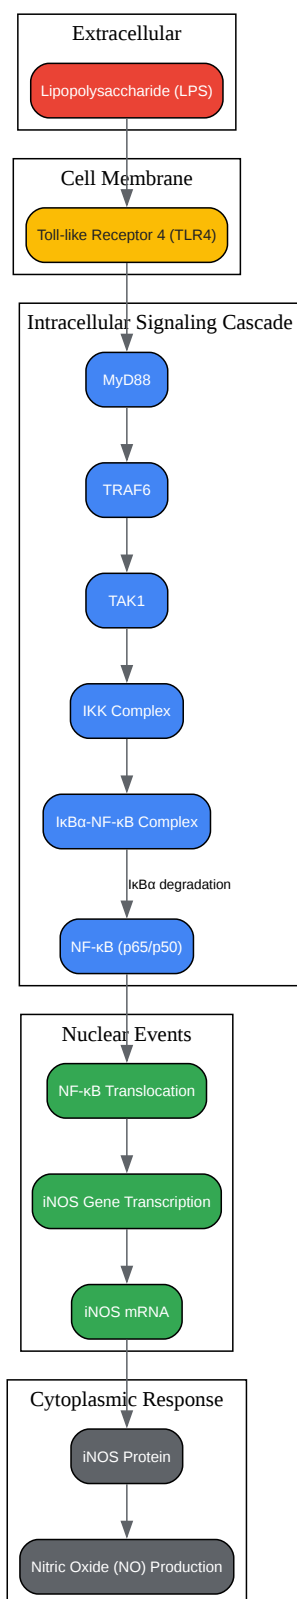 Extracellular
Lipopolysaccharide (LPS)
Cell Membrane
Toll-like Receptor 4 (TLR4)
Intracellular Signaling Cascade
MyD88
TRAF6
TAK1
IKK Complex
IκBα-NF-κB Complex
IκBα degradation
NF-κB (p65/p50)
Nuclear Events
NF-κB Translocation
iNOS Gene Transcription
iNOS mRNA
Cytoplasmic Response
iNOS Protein
Nitric Oxide (NO) Production